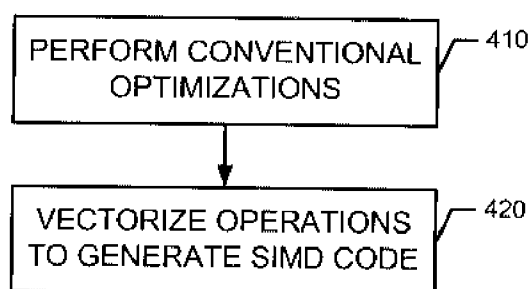 PERFORM CONVENTIONAL
OPTIMIZATIONS
410
VECTORIZE OPERATIONS
TO GENERATE SIMD CODE
420